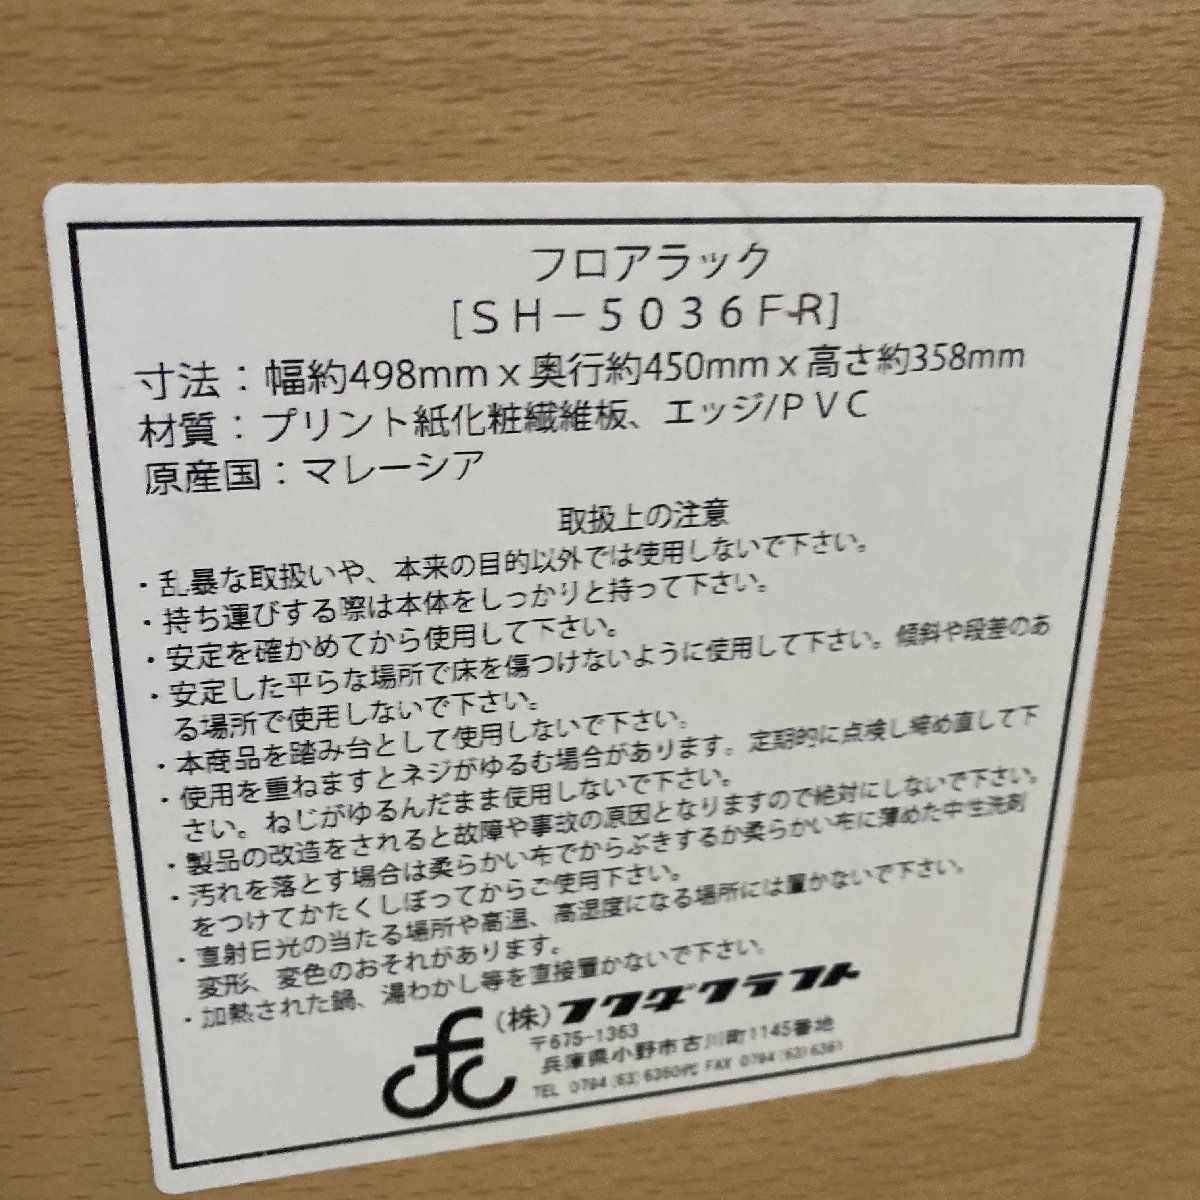 フロアラック
[SH-5036F-R]
寸法：幅約498mm x 奥行約450mm x 高さ約358mm
材質：プリント紙化粧繊維板、エッジ/PVC
原産国：マレーシア
取扱上の注意
・乱暴な取扱いや、本来の目的以外では使用しないで下さい。
・持ち運びする際は本体をしっかりと持って下さい。
・安定を確かめてから使用して下さい。
・安定した平らな場所で床を傷つけないように使用して下さい。傾斜や段差のあ
る場所で使用しないで下さい。
・本商品を踏み台として使用しないで下さい。
・使用を重ねますとネジがゆるむ場合があります。定期的に点検し締め直して下
さい。ねじがゆるんだまま使用しないで下さい。
・製品の改造をされると故障や事故の原因となりますので絶対にしないで下さい。
・汚れを落とす場合は柔らかい布でからぶきするか柔らかい布に薄めた中性洗剤
をつけてかたくしぼってからご使用下さい。
・直射日光の当たる場所や高温、高湿度になる場所には置かないで下さい。
変形、変色のおそれがあります。
・加熱された鍋、湯わかし等を直接置かないで下さい。
fc (株)フクダクラフト
〒675-1363
兵庫県小野市古川町1145番地
TEL 0794(63)6360代 FAX 0794(63)6361